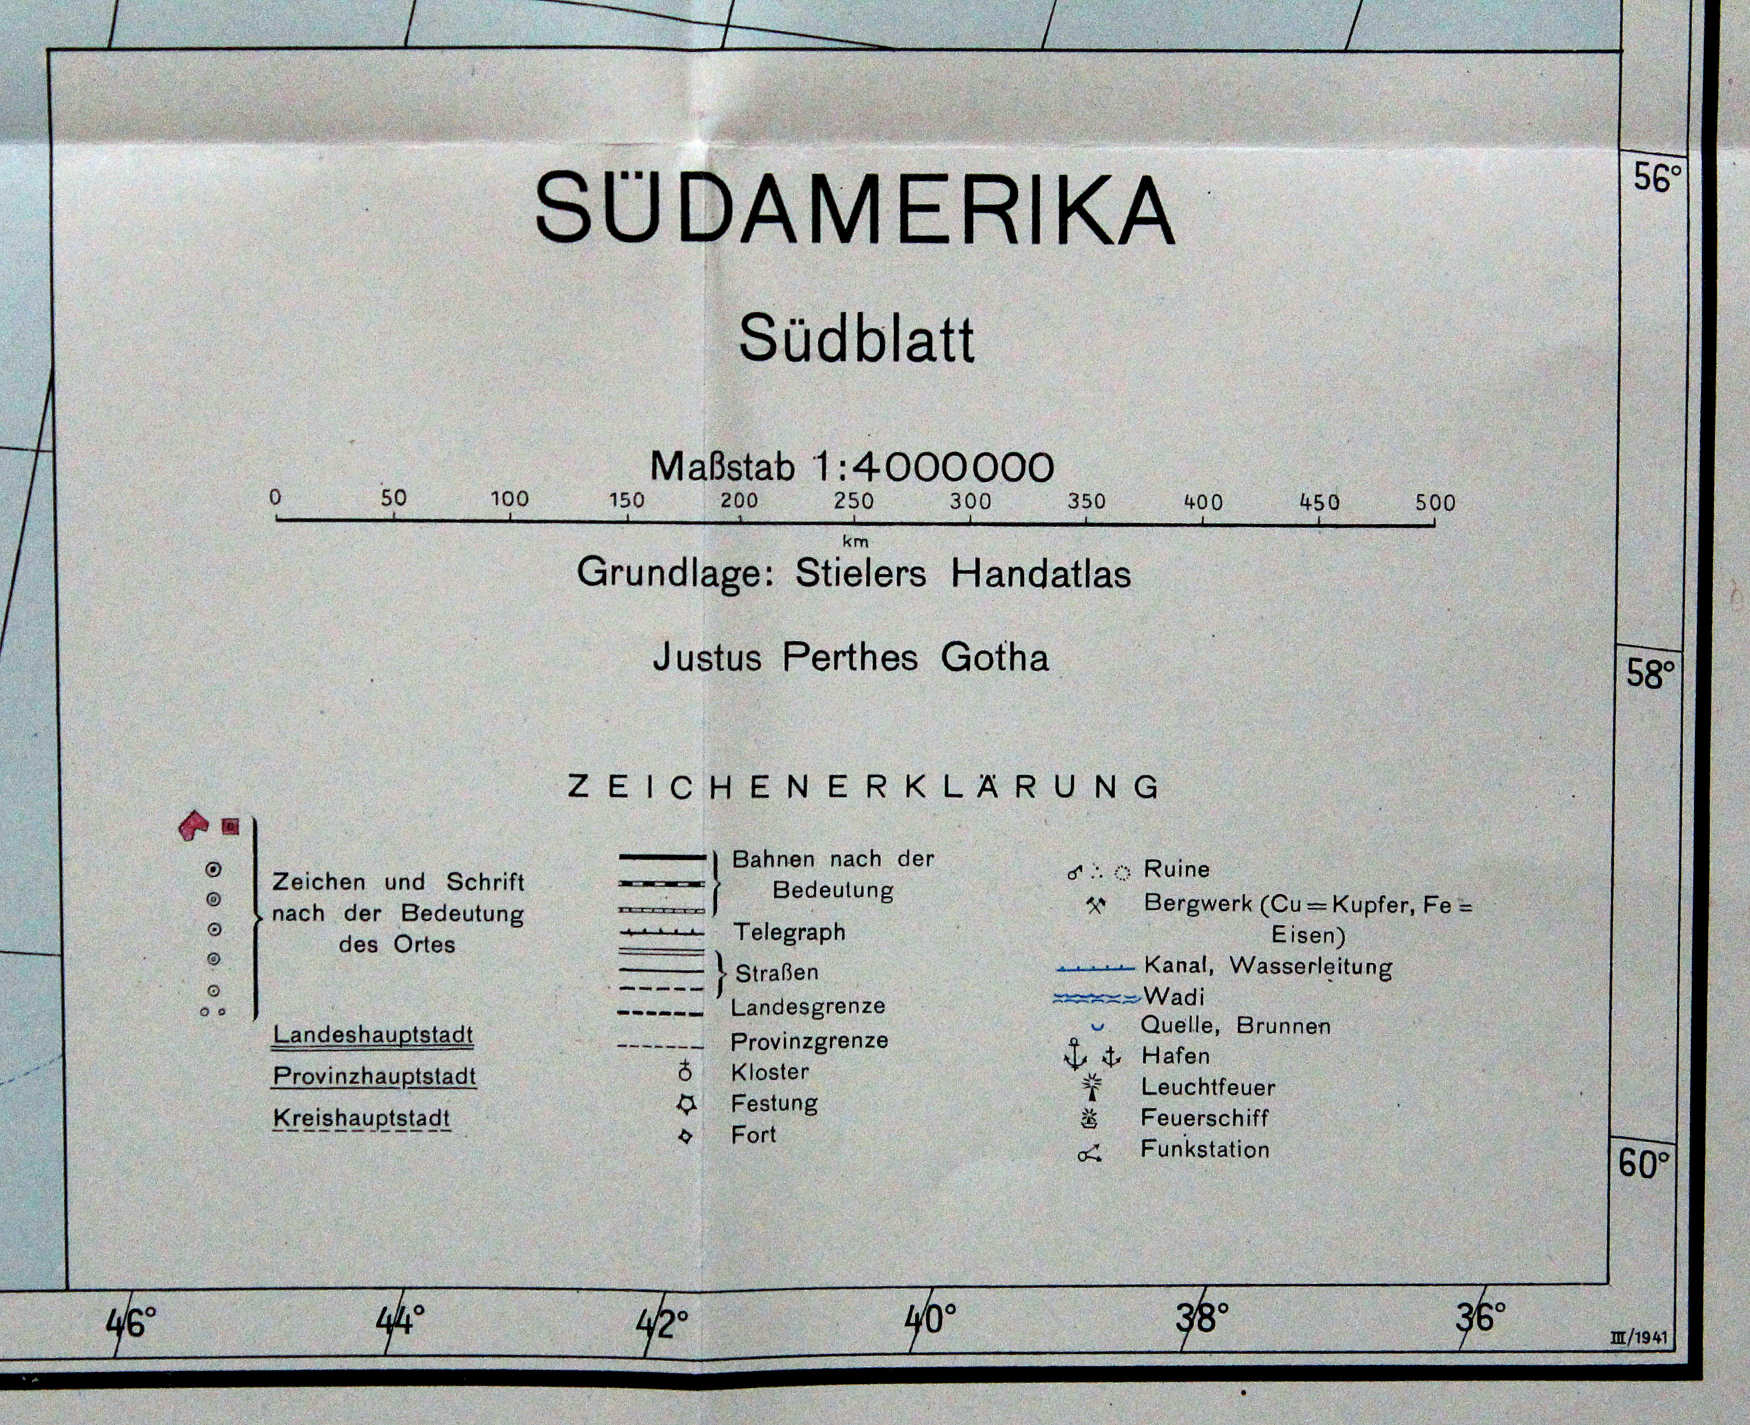 SÜDAMERIKA
Südblatt
Maßstab 1:4000000
0 50 100 150 200 250 300 350 400 450 500
km
Grundlage: Stielers Handatlas
Justus Perthes Gotha
ZEICHENERKLÄRUNG
Zeichen und Schrift
nach der Bedeutung
des Ortes
Landeshauptstadt
Provinzhauptstadt
Kreishauptstadt
Bahnen nach der
Bedeutung
Telegraph
Straßen
Landesgrenze
Provinzgrenze
Kloster
Festung
Fort
Ruine
Bergwerk (Cu=Kupfer, Fe=
Eisen)
Kanal, Wasserleitung
Wadi
Quelle, Brunnen
Hafen
Leuchtfeuer
Feuerschiff
Funkstation
56°
58°
60°
46° 44° 42° 40° 38° 36°
III/1941